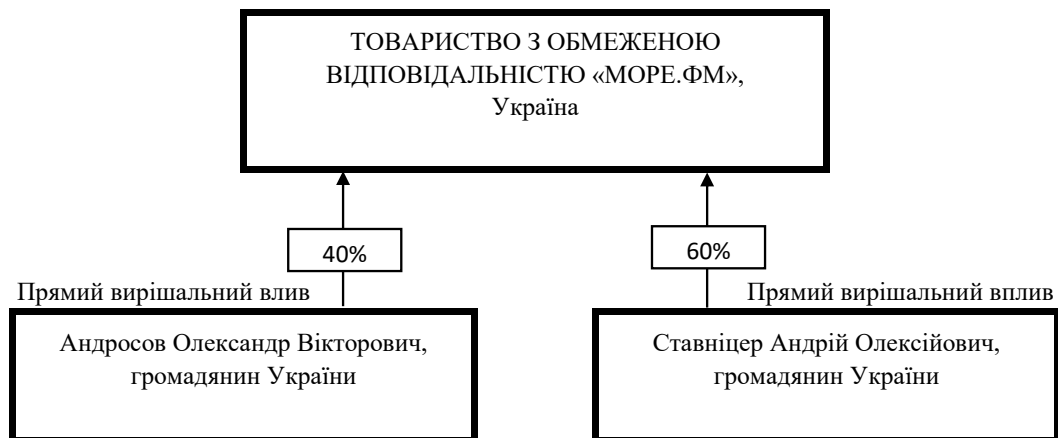 ТОВАРИСТВО З ОБМЕЖЕНОЮ
ВІДПОВІДАЛЬНІСТЮ «МОРЕ.ФМ»,
Україна
40%
60%
Прямий вирішальний влив
Прямий вирішальний вплив
Андросов Олександр Вікторович,
громадянин України
Ставніцер Андрій Олексійович,
громадянин України